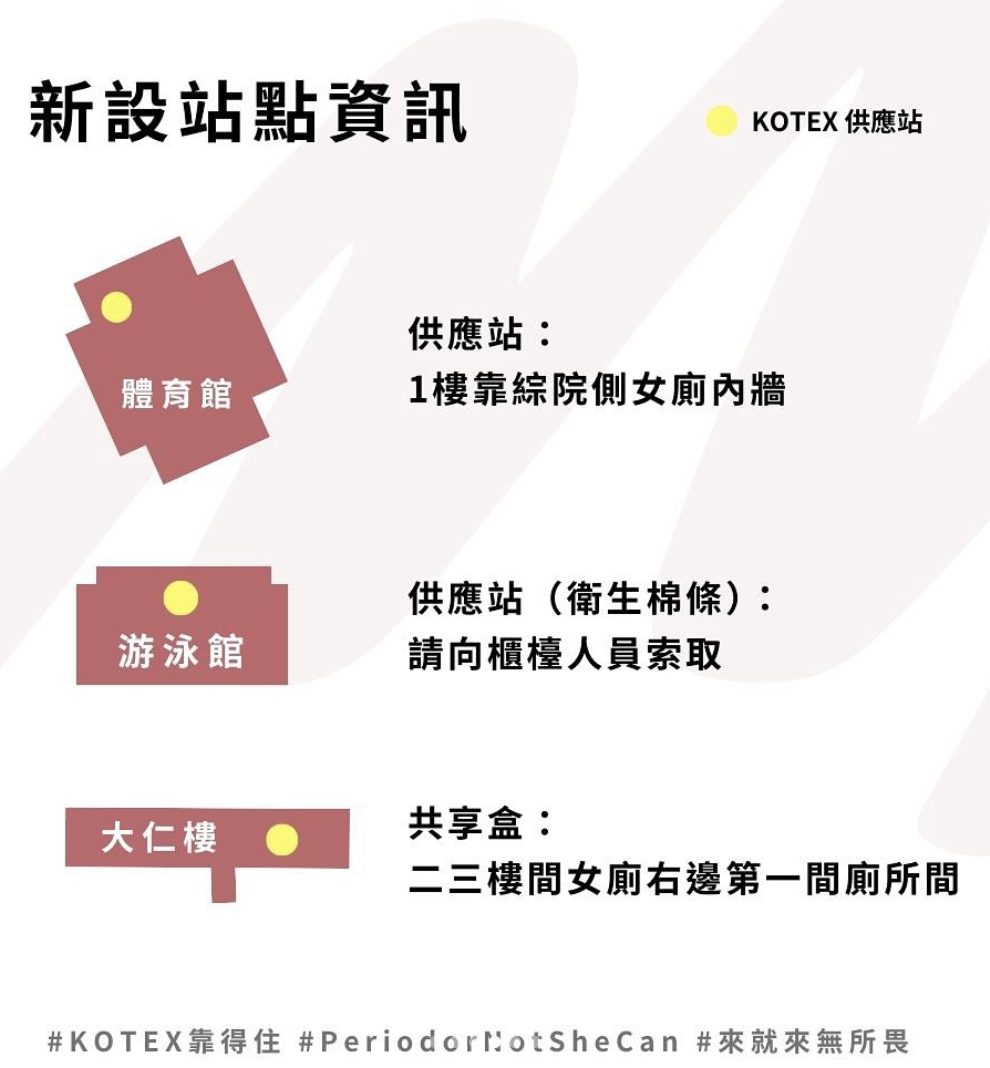 新設站點資訊
KOTEX 供應站
體育館
供應站：
1樓靠綜院側女廁內牆
游泳館
供應站（衛生棉條）：
請向櫃檯人員索取
大仁樓
共享盒：
二三樓間女廁右邊第一間廁所間
#KOTEX靠得住 #PeriodorNotSheCan #來就來無所畏